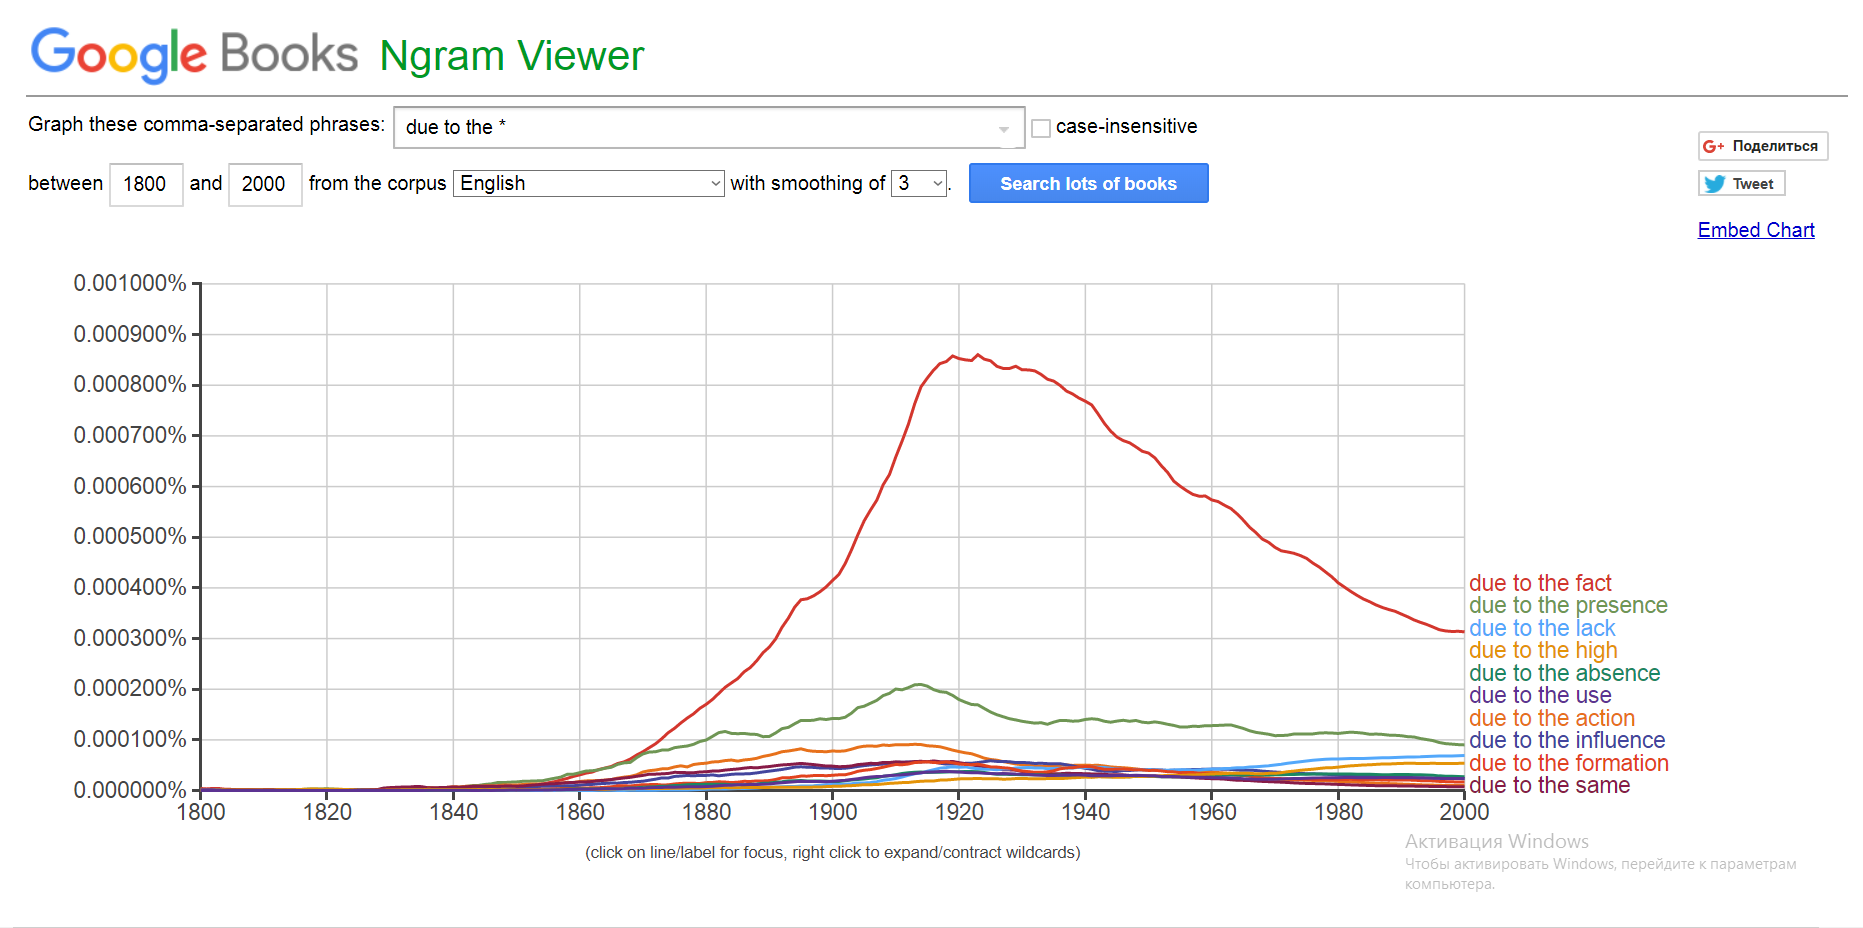 Google Books Ngram Viewer
Graph these comma-separated phrases: due to the * case-insensitive
between 1800 and 2000 from the corpus English with smoothing of 3 . Search lots of books
G+ Поделиться
Tweet
Embed Chart
0.001000%
0.000900%
0.000800%
0.000700%
0.000600%
0.000500%
0.000400%
0.000300%
0.000200%
0.000100%
0.000000%
1800 1820 1840 1860 1880 1900 1920 1940 1960 1980 2000
due to the fact
due to the presence
due to the lack
due to the high
due to the absence
due to the use
due to the action
due to the influence
due to the formation
due to the same
(click on line/label for focus, right click to expand/contract wildcards)
Активация Windows
Чтобы активировать Windows, перейдите к параметрам
компьютера.